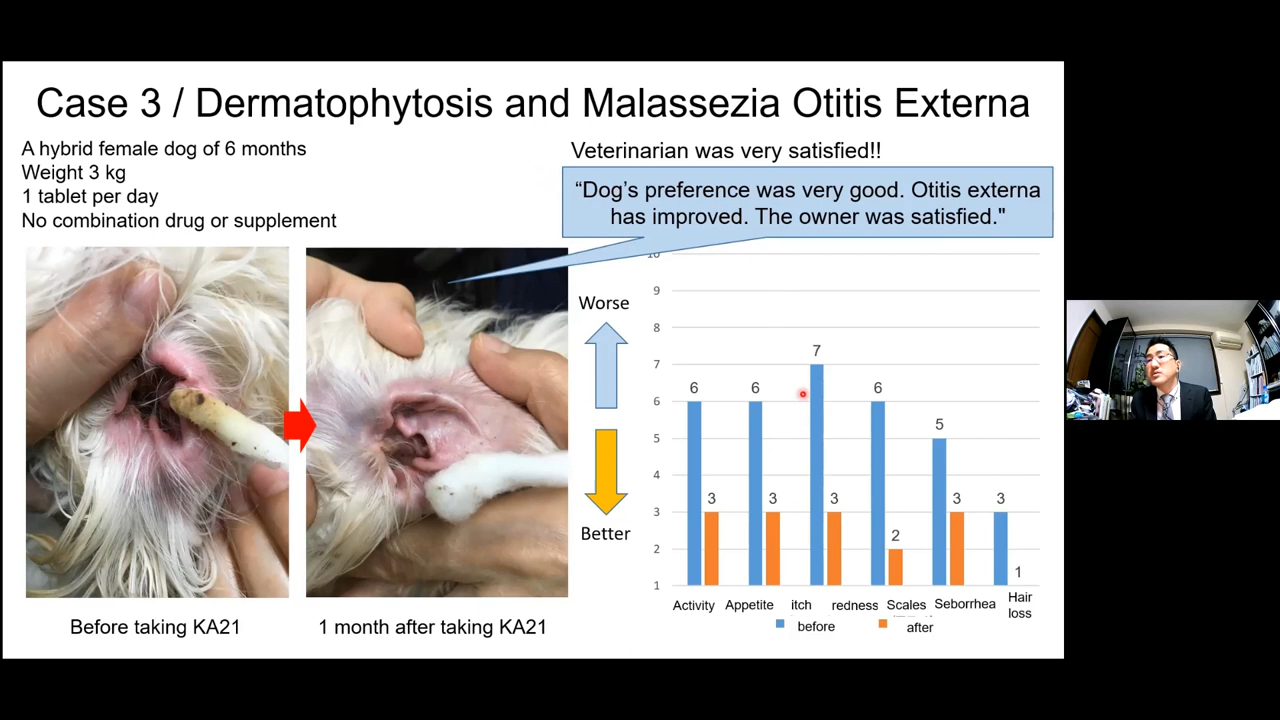 Case 3 / Dermatophytosis and Malassezia Otitis Externa
A hybrid female dog of 6 months
Weight 3 kg
1 tablet per day
No combination drug or supplement
Veterinarian was very satisfied!!
“Dog’s preference was very good. Otitis externa
has improved. The owner was satisfied."
Before taking KA21
1 month after taking KA21
Worse
Better
10
9
8
7
6
5
4
3
2
1
6 3
6 3
7 3
6 2
5 3
3 1
Activity Appetite itch redness Scales Seborrhea Hair
loss
before after